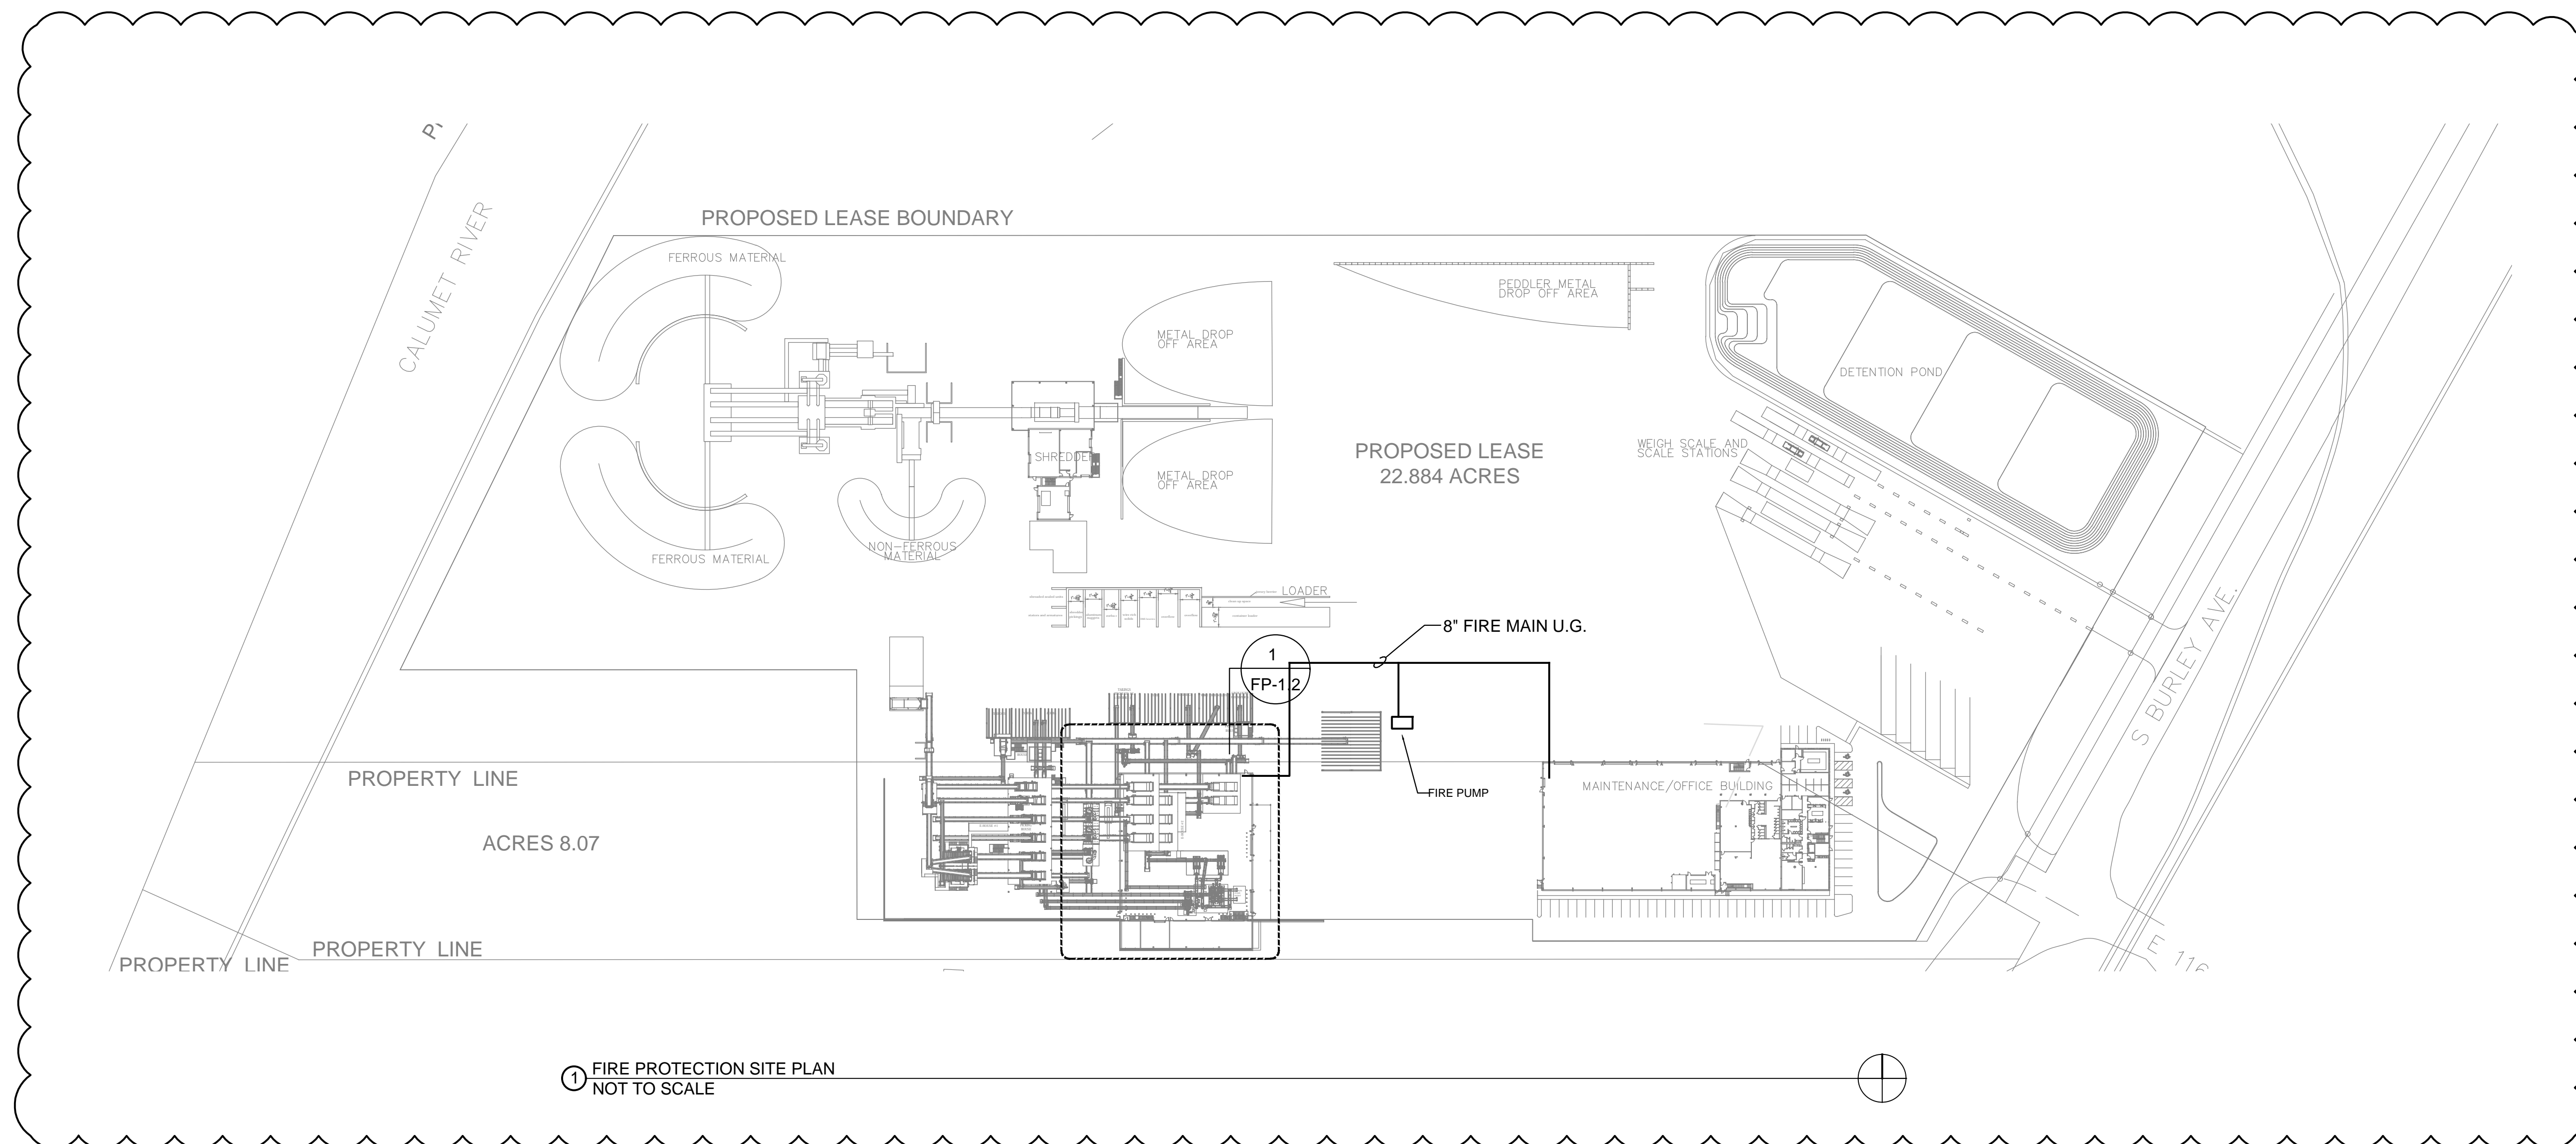 PROPOSED LEASE BOUNDARY
CALUMET RIVER
FERROUS MATERIAL
PEDDLER METAL
DROP OFF AREA
METAL DROP
OFF AREA
DETENTION POND
WEIGH SCALE AND
SCALE STATIONS
PROPOSED LEASE
22.884 ACRES
SHREDDER
METAL DROP
OFF AREA
NON-FERROUS
MATERIAL
FERROUS MATERIAL
LOADER
8" FIRE MAIN U.G.
1
FP-1.2
S BURLEY AVE.
PROPERTY LINE
FIRE PUMP
MAINTENANCE/OFFICE BUILDING
ACRES 8.07
PROPERTY LINE
PROPERTY LINE
E 116
1
FIRE PROTECTION SITE PLAN
NOT TO SCALE